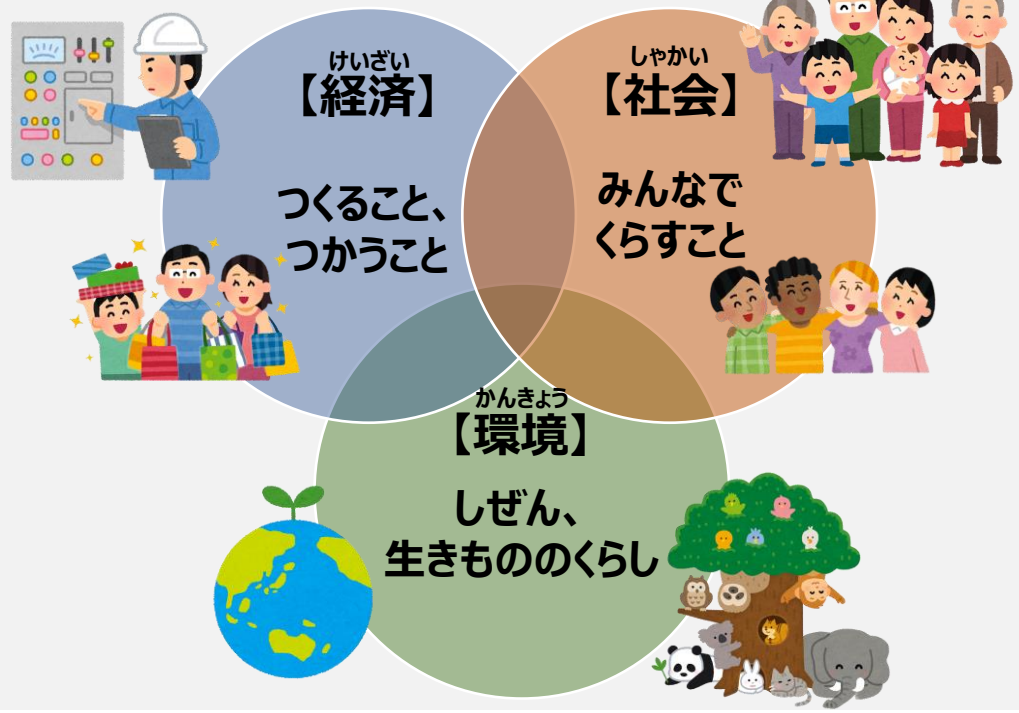 けいざい
【経済】
つくること、
つかうこと
しゃかい
【社会】
みんなで
くらすこと
かんきょう
【環境】
しぜん、
生きもののくらし